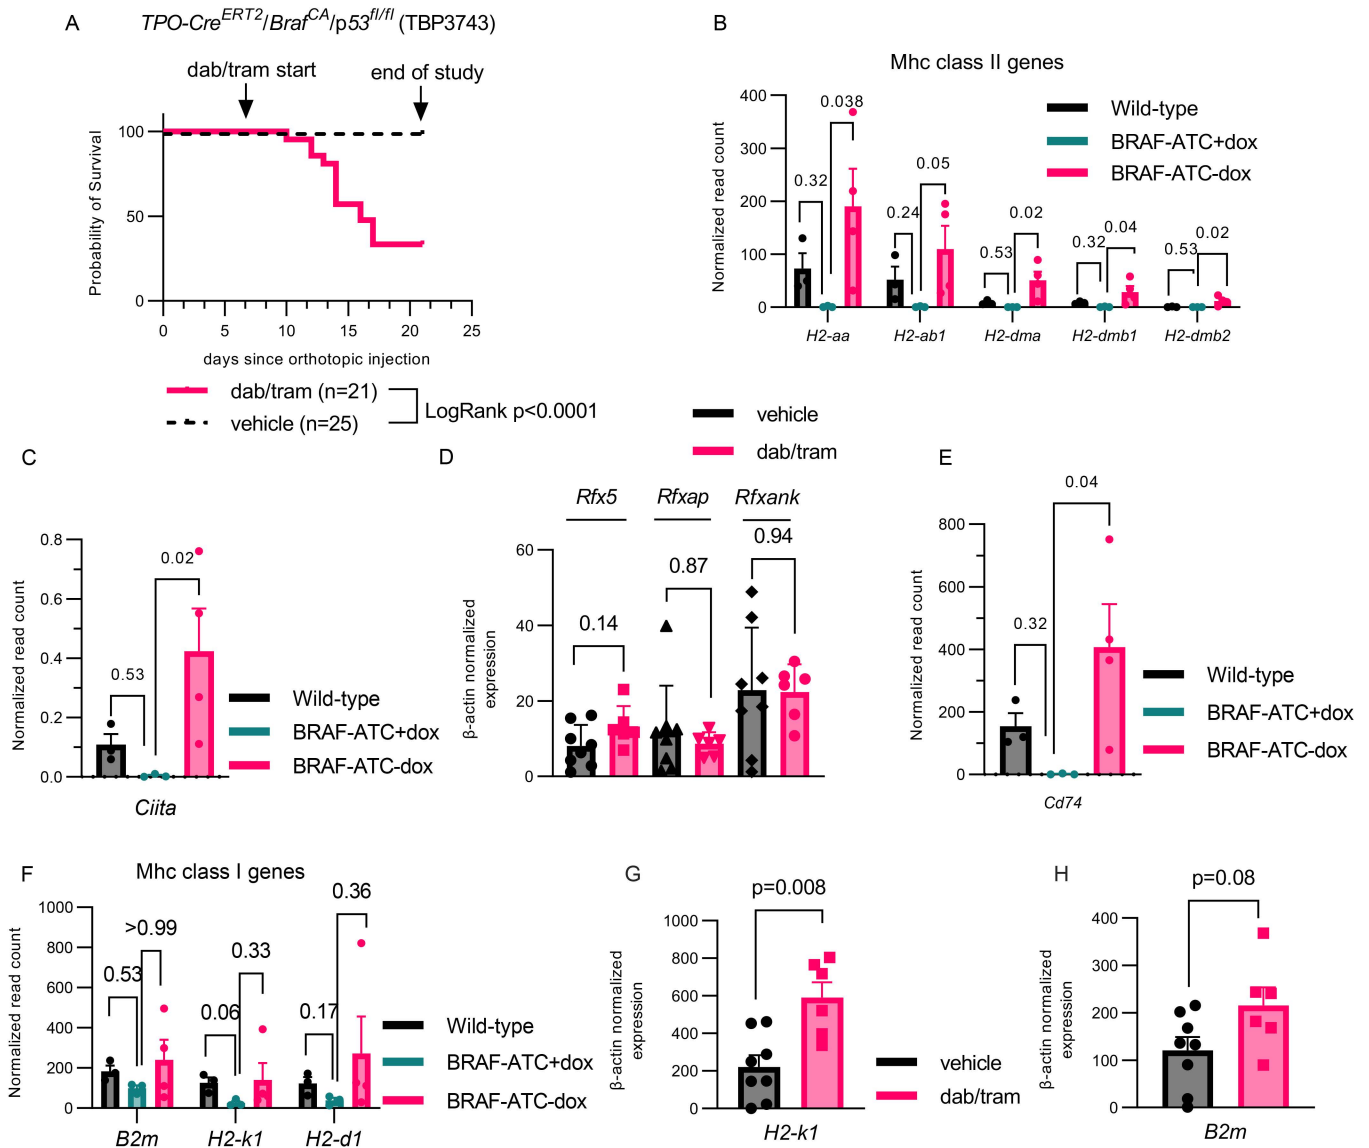 A
TPO-Cre^ERT2/Braf^CA/p53^fl/fl (TBP3743)
dab/tram start
end of study
Probability of Survival
100
50
0
0 5 10 15 20 25
days since orthotopic injection
dab/tram (n=21)
vehicle (n=25)
LogRank p<0.0001
B
Mhc class II genes
Normalized read count
400
300
200
100
0
0.32
0.038
0.24
0.05
0.53
0.02
0.32
0.04
0.53
0.02
H2-aa H2-ab1 H2-dma H2-dmb1 H2-dmb2
Wild-type
BRAF-ATC+dox
BRAF-ATC-dox
C
Normalized read count
0.8
0.6
0.4
0.2
0.0
0.53
0.02
Ciita
Wild-type
BRAF-ATC+dox
BRAF-ATC-dox
D
vehicle
dab/tram
Rfx5 Rfxap Rfxank
β-actin normalized
expression
60
40
20
0
0.14
0.87
0.94
E
Normalized read count
800
600
400
200
0
0.04
0.32
Cd74
Wild-type
BRAF-ATC+dox
BRAF-ATC-dox
F
Mhc class I genes
Normalized read count
1000
800
600
400
200
0
0.53
>0.99
0.06
0.33
0.17
0.36
B2m H2-k1 H2-d1
Wild-type
BRAF-ATC+dox
BRAF-ATC-dox
G
β-actin normalized
expression
1000
800
600
400
200
0
p=0.008
H2-k1
vehicle
dab/tram
H
β-actin normalized
expression
400
300
200
100
0
p=0.08
B2m